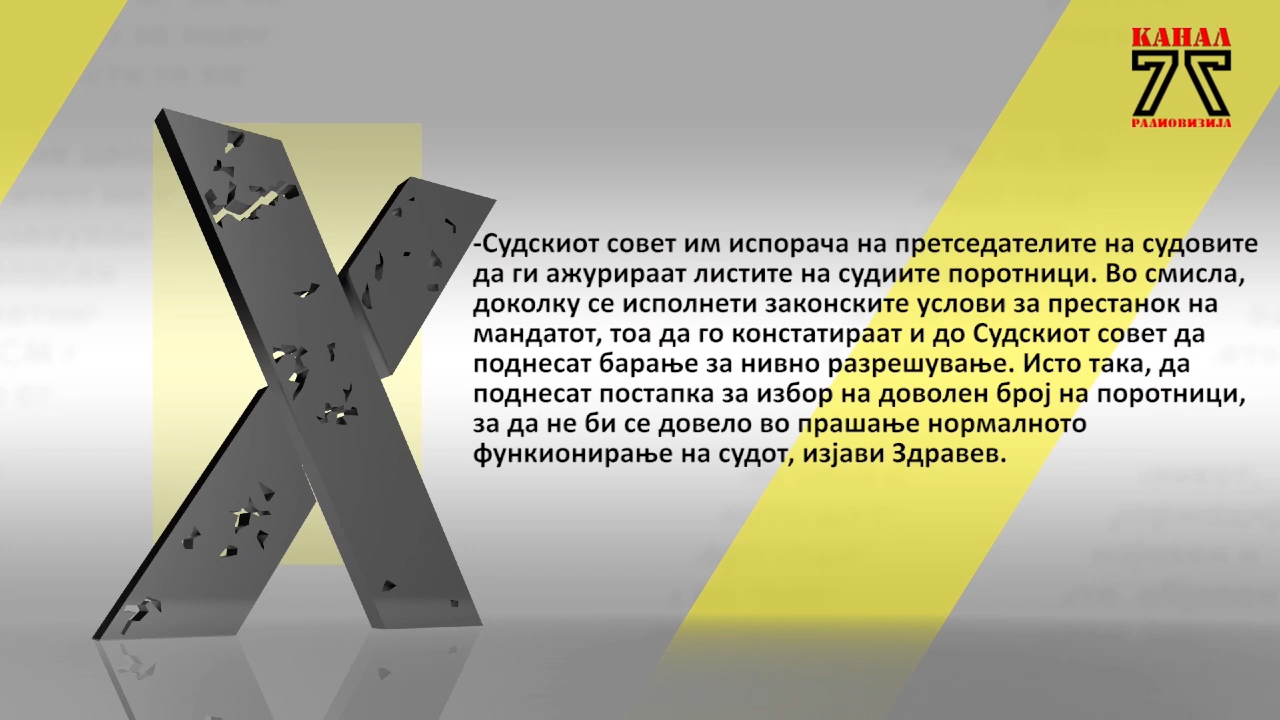 КАНАЛ
77
РАДИОВИЗИЈА
-Судскиот совет им испорача на претседателите на судовите
да ги ажурираат листите на судиите поротници. Во смисла,
доколку се исполнети законските услови за престанок на
мандатот, тоа да го констатираат и до Судскиот совет да
поднесат барање за нивно разрешување. Исто така, да
поднесат постапка за избор на доволен број на поротници,
за да не би се довело во прашање нормалното
функионирање на судот, изјави Здравев.